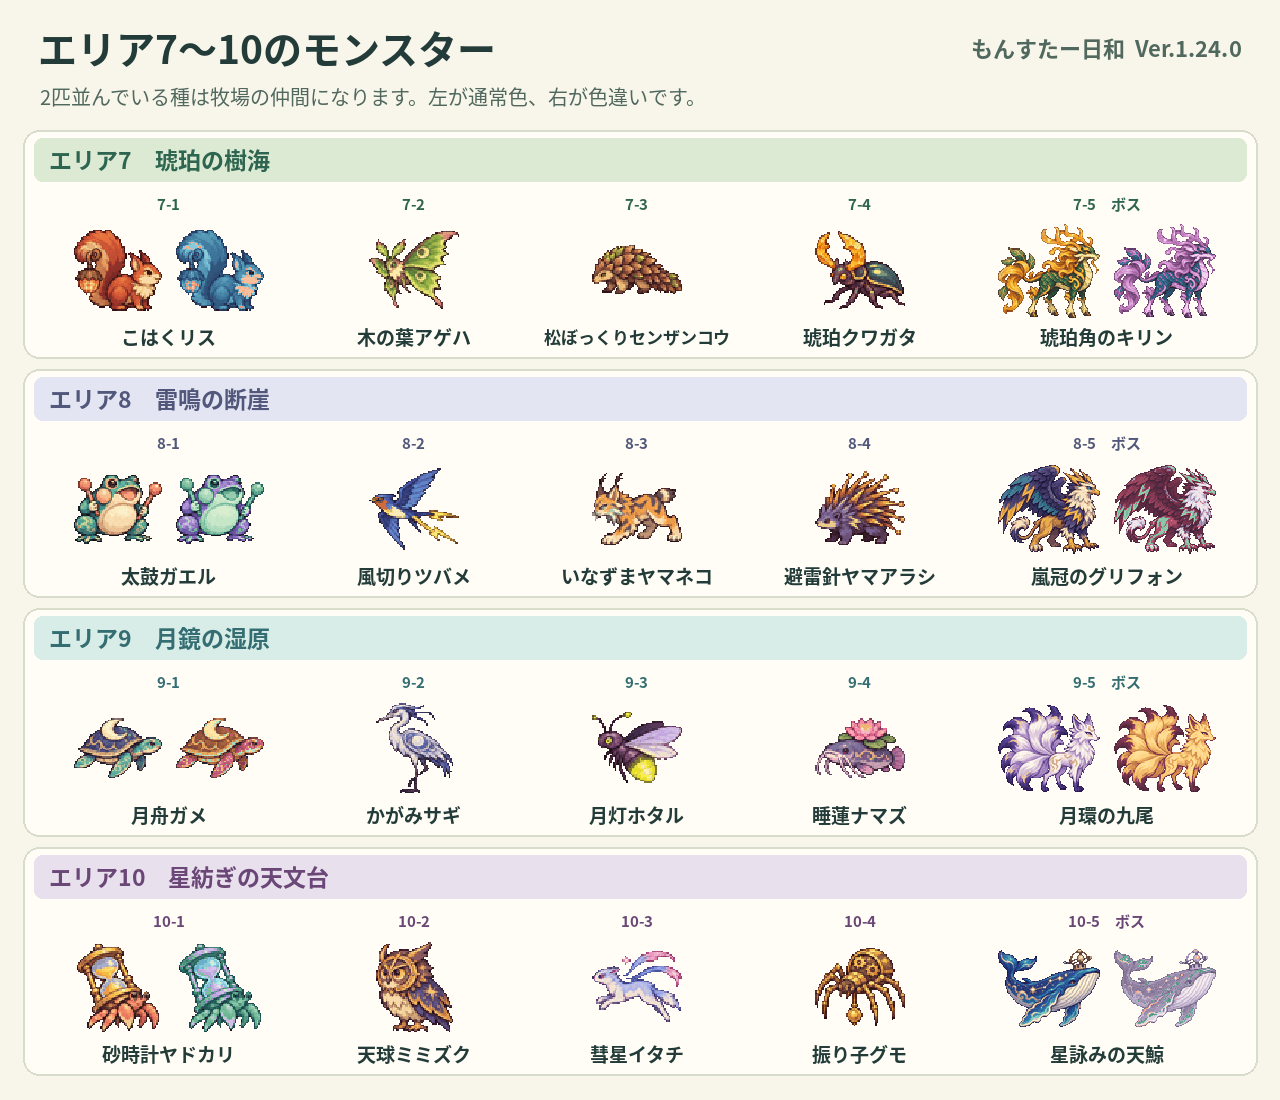 エリア7〜10のモンスター
もんすたー日和 Ver.1.24.0
2匹並んでいる種は牧場の仲間になります。左が通常色、右が色違いです。
エリア7　琥珀の樹海
7-1
7-2
7-3
7-4
7-5　ボス
こはくリス
木の葉アゲハ
松ぼっくりセンザンコウ
琥珀クワガタ
琥珀角のキリン
エリア8　雷鳴の断崖
8-1
8-2
8-3
8-4
8-5　ボス
太鼓ガエル
風切りツバメ
いなずまヤマネコ
避雷針ヤマアラシ
嵐冠のグリフォン
エリア9　月鏡の湿原
9-1
9-2
9-3
9-4
9-5　ボス
月舟ガメ
かがみサギ
月灯ホタル
睡蓮ナマズ
月環の九尾
エリア10　星紡ぎの天文台
10-1
10-2
10-3
10-4
10-5　ボス
砂時計ヤドカリ
天球ミミズク
彗星イタチ
振り子グモ
星詠みの天鯨